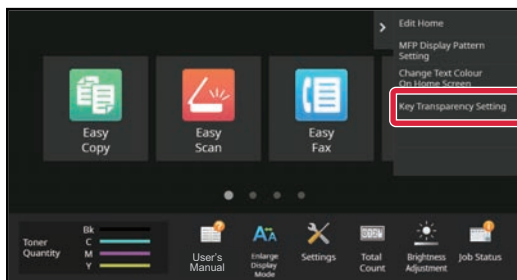 Edit Home
MFP Display Pattern
Setting
Change Text Colour
On Home Screen
Key Transparency Setting
Easy
Copy
Easy
Scan
Easy
Fax
Toner
Quantity
Bk
C
M
Y
User's
Manual
Enlarge
Display
Mode
Settings
Total
Count
Brightness
Adjustment
Job Status